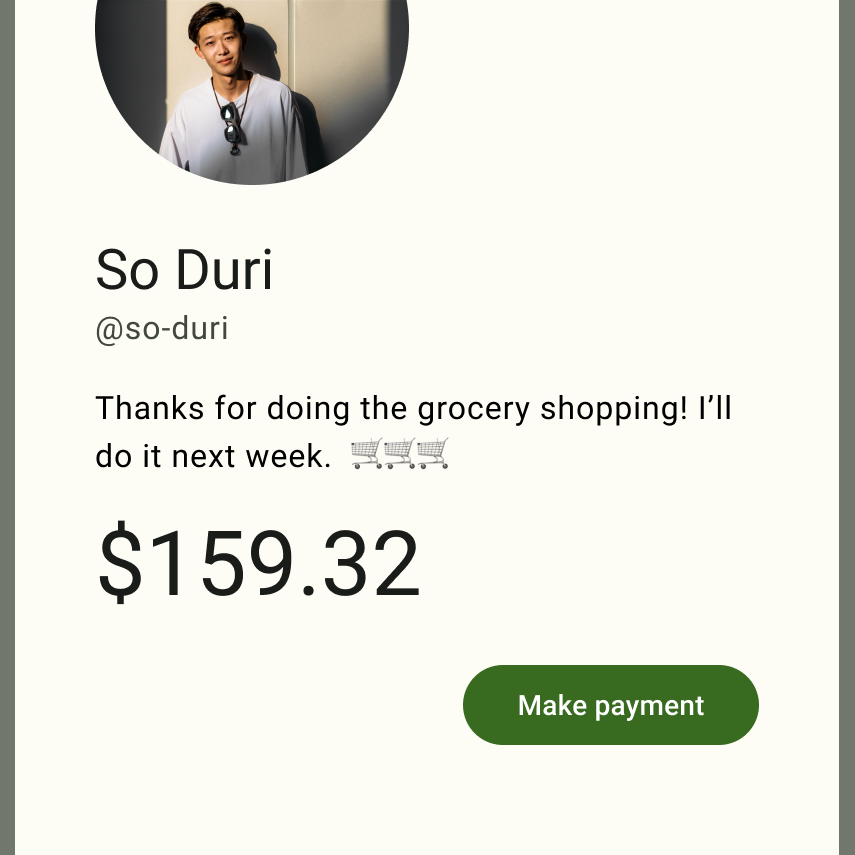 So Duri
@so-duri
Thanks for doing the grocery shopping! I’ll
do it next week. 🛒🛒🛒
$159.32
Make payment